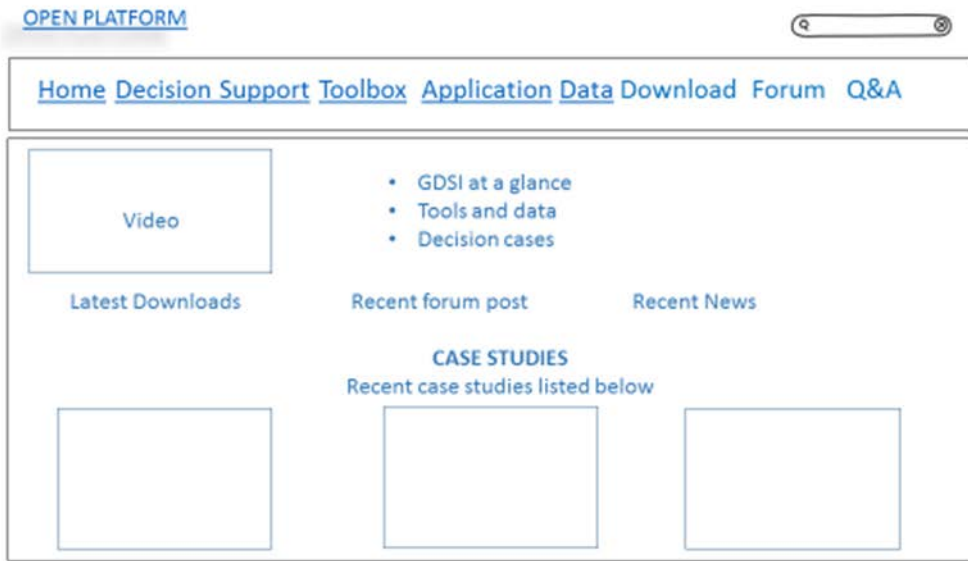 OPEN PLATFORM
Home Decision Support Toolbox Application Data Download Forum Q&A
Video
• GDSI at a glance
• Tools and data
• Decision cases
Latest Downloads Recent forum post Recent News
CASE STUDIES
Recent case studies listed below